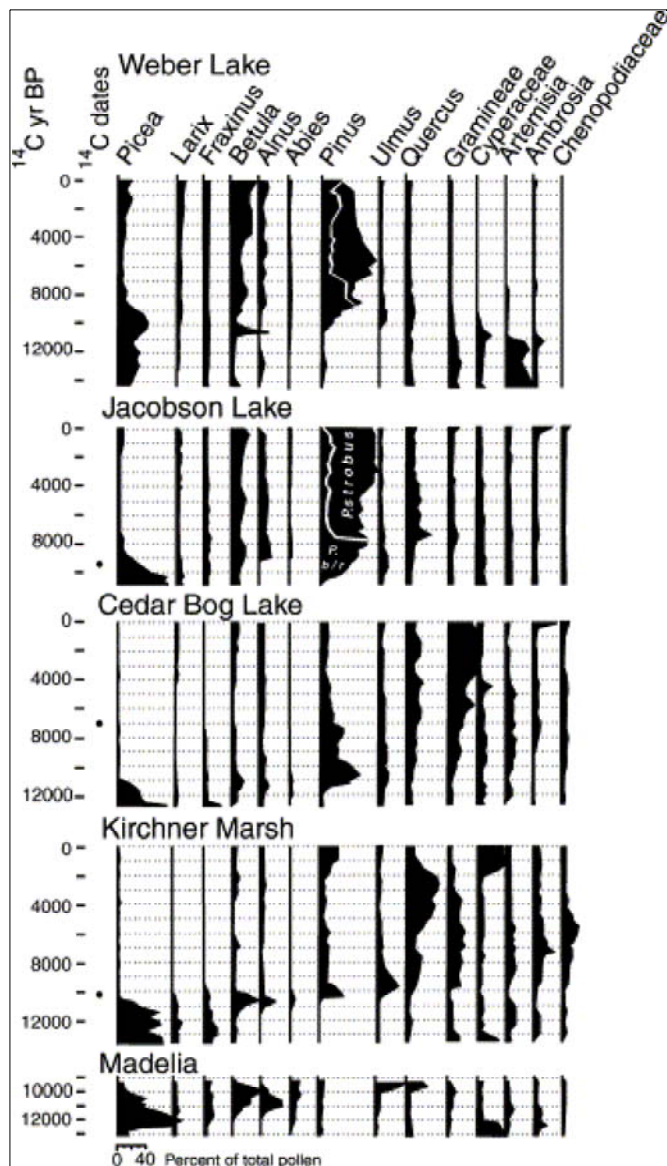 Weber Lake
14C yr BP
14C dates
Picea
Larix
Fraxinus
Betula
Alnus
Abies
Pinus
Ulmus
Quercus
Gramineae
Cyperaceae
Artemisia
Ambrosia
Chenopodiaceae
0
4000
8000
12000
Jacobson Lake
0
4000
8000
P.strobus
P.
b/r
Cedar Bog Lake
0
4000
8000
12000
Kirchner Marsh
0
4000
8000
12000
Madelia
10000
12000
0 40 Percent of total pollen